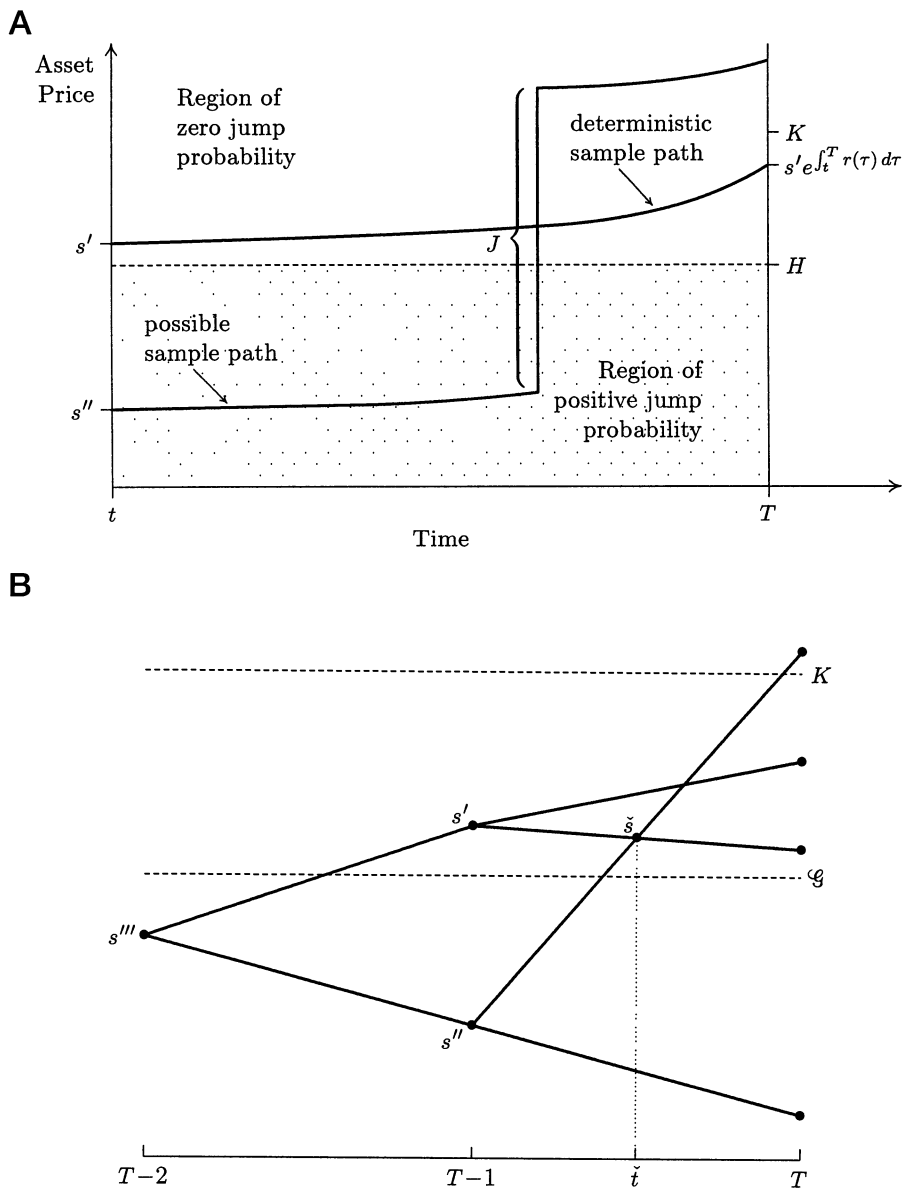 A
Asset
Price
Region of
zero jump
probability
deterministic
sample path
K
s′e^{∫_t^T r(τ) dτ}
s′
J
H
possible
sample path
Region of
positive jump
probability
s″
t
T
Time
B
K
s′
š
𝒢
s‴
s″
T−2
T−1
ť
T